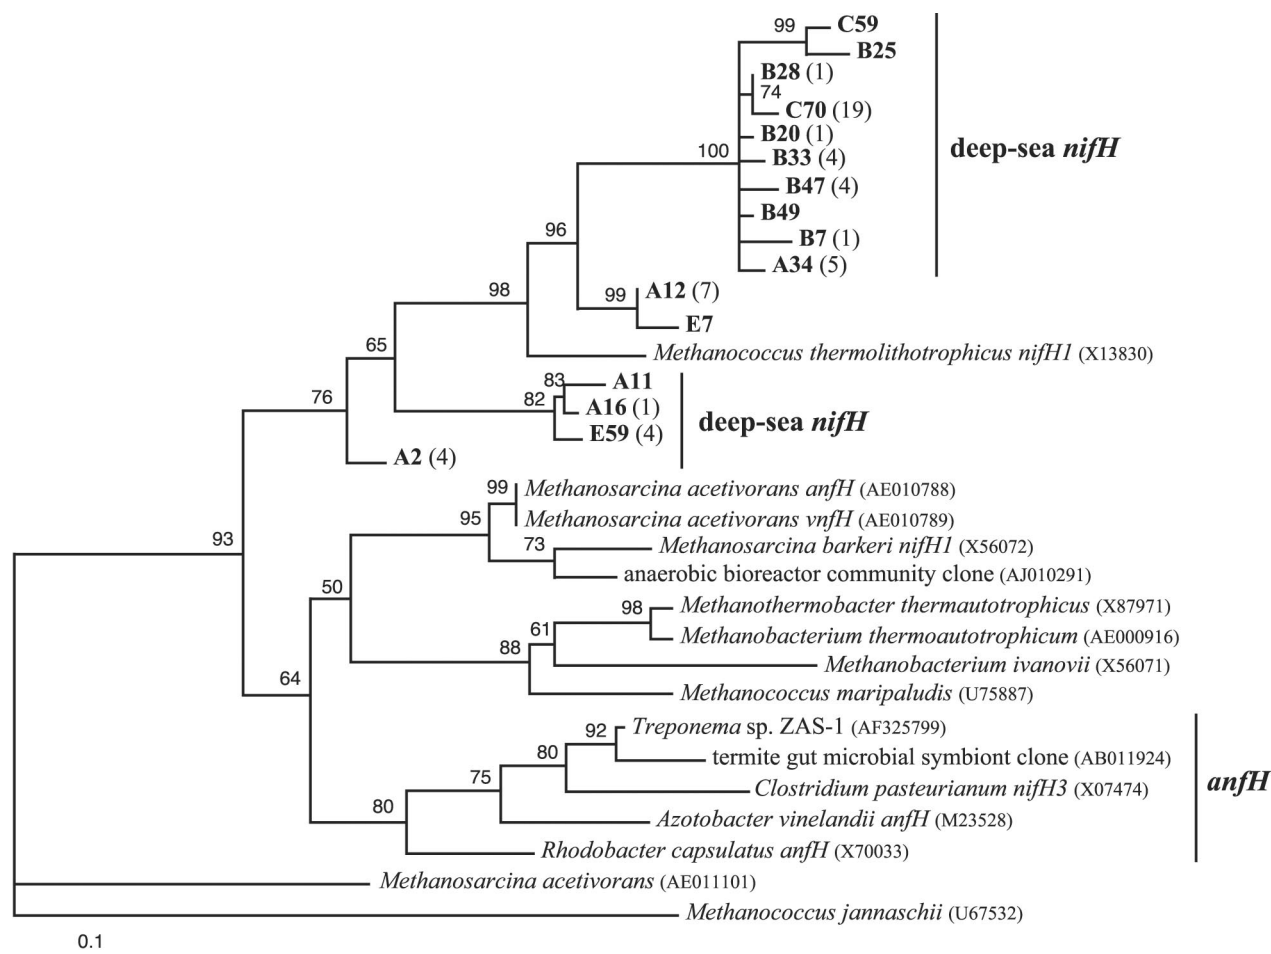 99
C59
B25
B28 (1)
74
C70 (19)
B20 (1)
100
B33 (4)
deep-sea nifH
B47 (4)
B49
96
B7 (1)
A34 (5)
98
99
A12 (7)
E7
65
Methanococcus thermolithotrophicus nifH1 (X13830)
83
A11
76
82
A16 (1)
deep-sea nifH
E59 (4)
A2 (4)
99
Methanosarcina acetivorans anfH (AE010788)
95
Methanosarcina acetivorans vnfH (AE010789)
93
73
Methanosarcina barkeri nifH1 (X56072)
anaerobic bioreactor community clone (AJ010291)
50
98
Methanothermobacter thermautotrophicus (X87971)
61
Methanobacterium thermoautotrophicum (AE000916)
88
Methanobacterium ivanovii (X56071)
64
Methanococcus maripaludis (U75887)
92
Treponema sp. ZAS-1 (AF325799)
80
termite gut microbial symbiont clone (AB011924)
75
Clostridium pasteurianum nifH3 (X07474)
anfH
80
Azotobacter vinelandii anfH (M23528)
Rhodobacter capsulatus anfH (X70033)
Methanosarcina acetivorans (AE011101)
Methanococcus jannaschii (U67532)
0.1